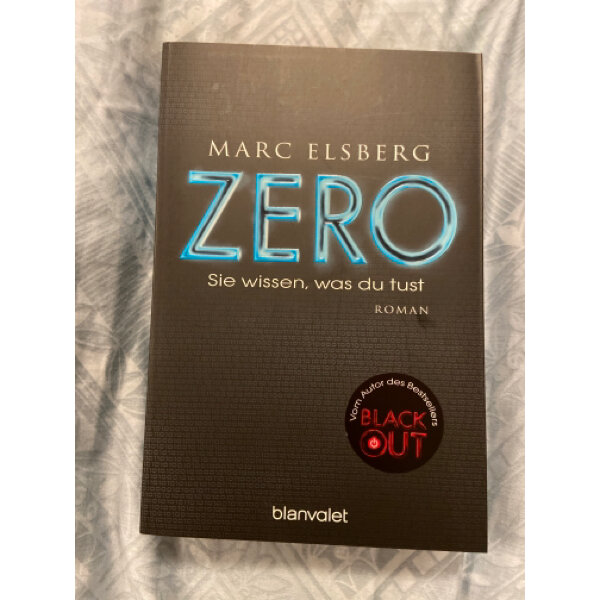 MARC ELSBERG
ZERO
Sie wissen, was du tust
ROMAN
Vom Autor des Bestsellers
BLACK
OUT
blanvalet